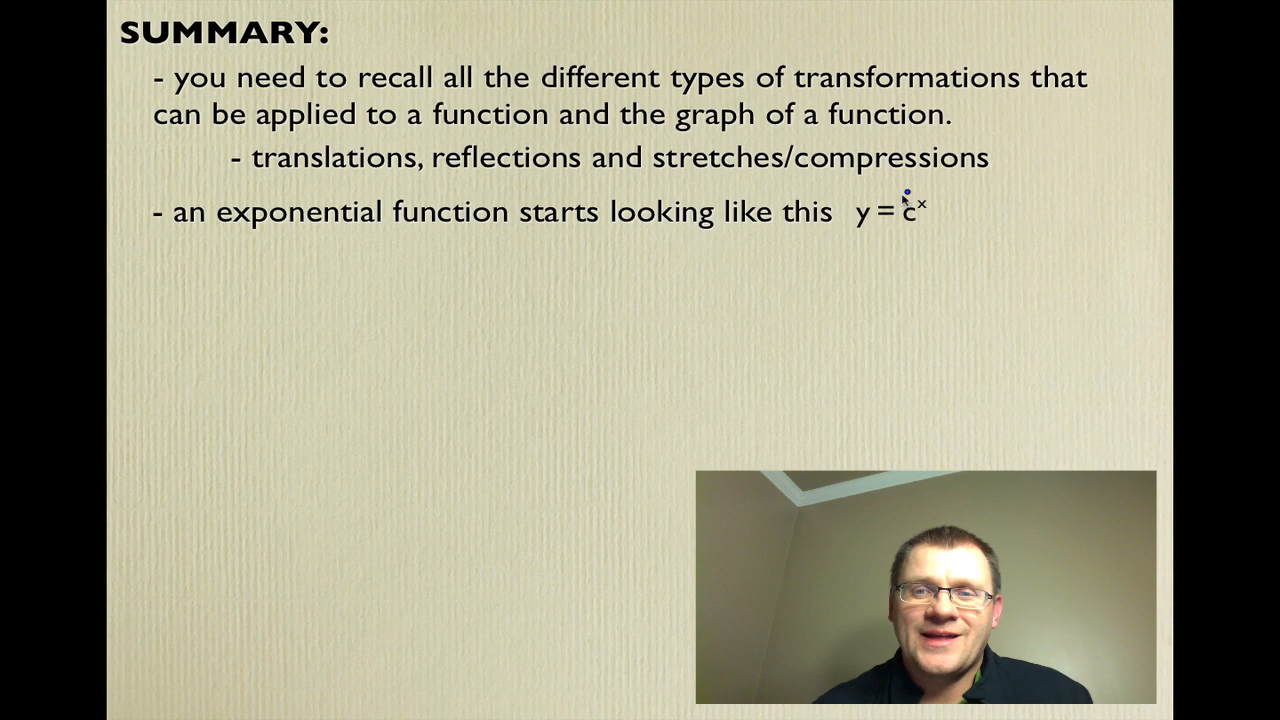 SUMMARY:
- you need to recall all the different types of transformations that
can be applied to a function and the graph of a function.
- translations, reflections and stretches/compressions
- an exponential function starts looking like this y = cˣ